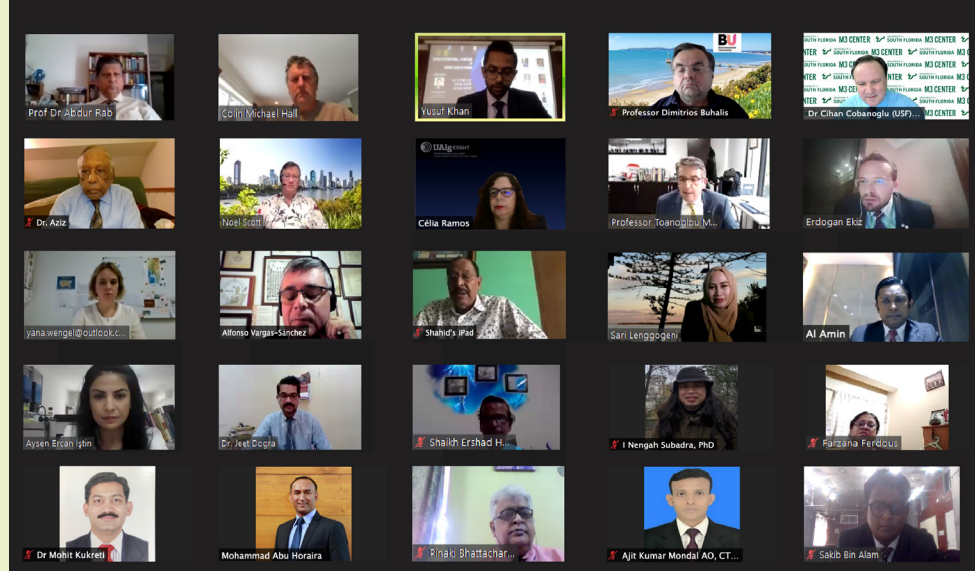 Prof Dr Abdur Rab
Colin Michael Hall
Yusuf Khan
BU
Professor Dimitrios Buhalis
SOUTH FLORIDA M3 CENTER
Dr Cihan Cobanoglu (USF)...
Dr. Aziz
Noel Scott
UAlg ESGHT
Célia Ramos
Professor Toanoglou M...
Erdogan Ekiz
yana.wengel@outlook.c...
Alfonso Vargas-Sánchez
Shahid's iPad
Sari Lenggogeni
Al Amin
Aysen Ercan Iştin
Dr. Jeet Dogra
Shaikh Ershad H...
I Nengah Subadra, PhD
Farzana Ferdous
Dr Mohit Kukreti
Mohammad Abu Horaira
Pinaki Bhattachar...
Ajit Kumar Mondal AO, CT...
Sakib Bin Alam